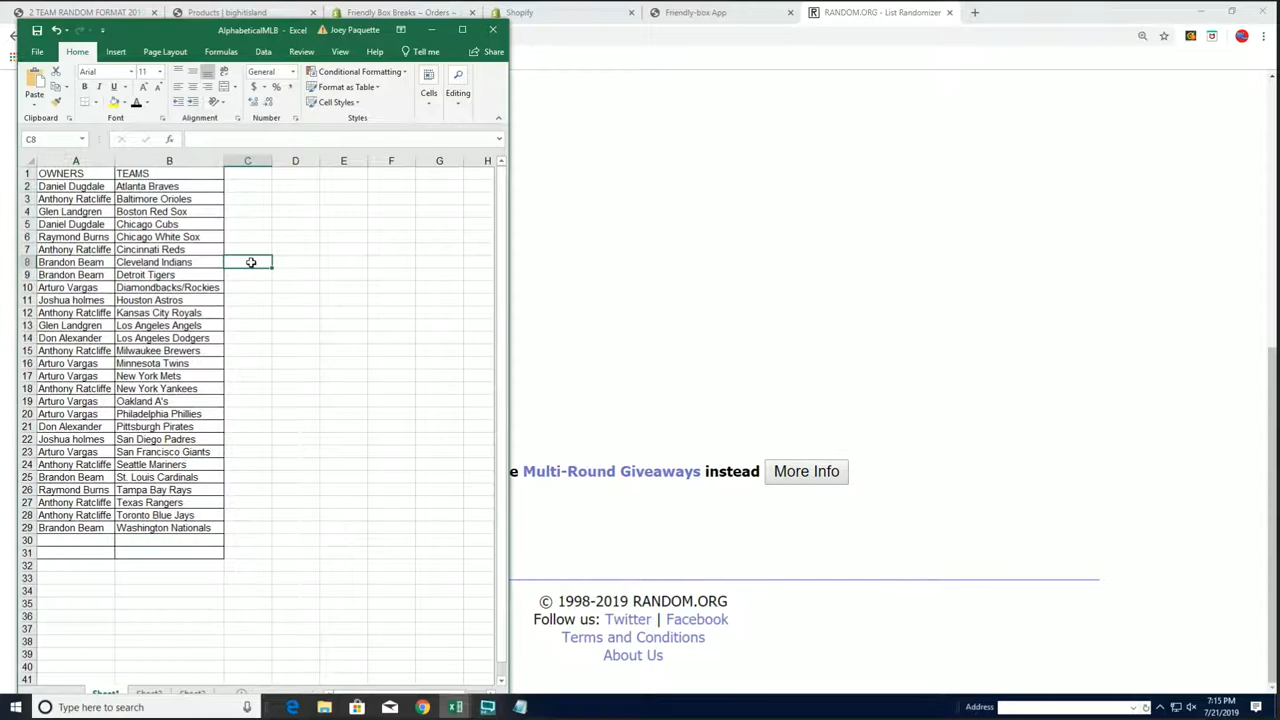 2 TEAM RANDOM FORMAT 2019
Products | bighitisland
Friendly Box Breaks ~ Orders ~
Shopify
Friendly-box App
RANDOM.ORG - List Randomizer
AlphabeticalMLB - Excel
Joey Paquette
File Home Insert Page Layout Formulas Data Review View Help Tell me Share
Arial 11 General
Paste
B I U
Conditional Formatting
Format as Table
Cell Styles
Cells
Editing
Clipboard Font Alignment Number Styles
C8
A B C D E F G H
1 OWNERS TEAMS
2 Daniel Dugdale Atlanta Braves
3 Anthony Ratcliffe Baltimore Orioles
4 Glen Landgren Boston Red Sox
5 Daniel Dugdale Chicago Cubs
6 Raymond Burns Chicago White Sox
7 Anthony Ratcliffe Cincinnati Reds
8 Brandon Beam Cleveland Indians
9 Brandon Beam Detroit Tigers
10 Arturo Vargas Diamondbacks/Rockies
11 Joshua holmes Houston Astros
12 Anthony Ratcliffe Kansas City Royals
13 Glen Landgren Los Angeles Angels
14 Don Alexander Los Angeles Dodgers
15 Anthony Ratcliffe Milwaukee Brewers
16 Arturo Vargas Minnesota Twins
17 Arturo Vargas New York Mets
18 Anthony Ratcliffe New York Yankees
19 Arturo Vargas Oakland A's
20 Arturo Vargas Philadelphia Phillies
21 Don Alexander Pittsburgh Pirates
22 Joshua holmes San Diego Padres
23 Arturo Vargas San Francisco Giants
24 Anthony Ratcliffe Seattle Mariners
25 Brandon Beam St. Louis Cardinals
26 Raymond Burns Tampa Bay Rays
27 Anthony Ratcliffe Texas Rangers
28 Anthony Ratcliffe Toronto Blue Jays
29 Brandon Beam Washington Nationals
30
31
32
33
34
35
36
37
38
39
40
41
Sheet1 Sheet2 Sheet3
e Multi-Round Giveaways instead More Info
© 1998-2019 RANDOM.ORG
Follow us: Twitter | Facebook
Terms and Conditions
About Us
Type here to search
Address
7:15 PM
7/21/2019